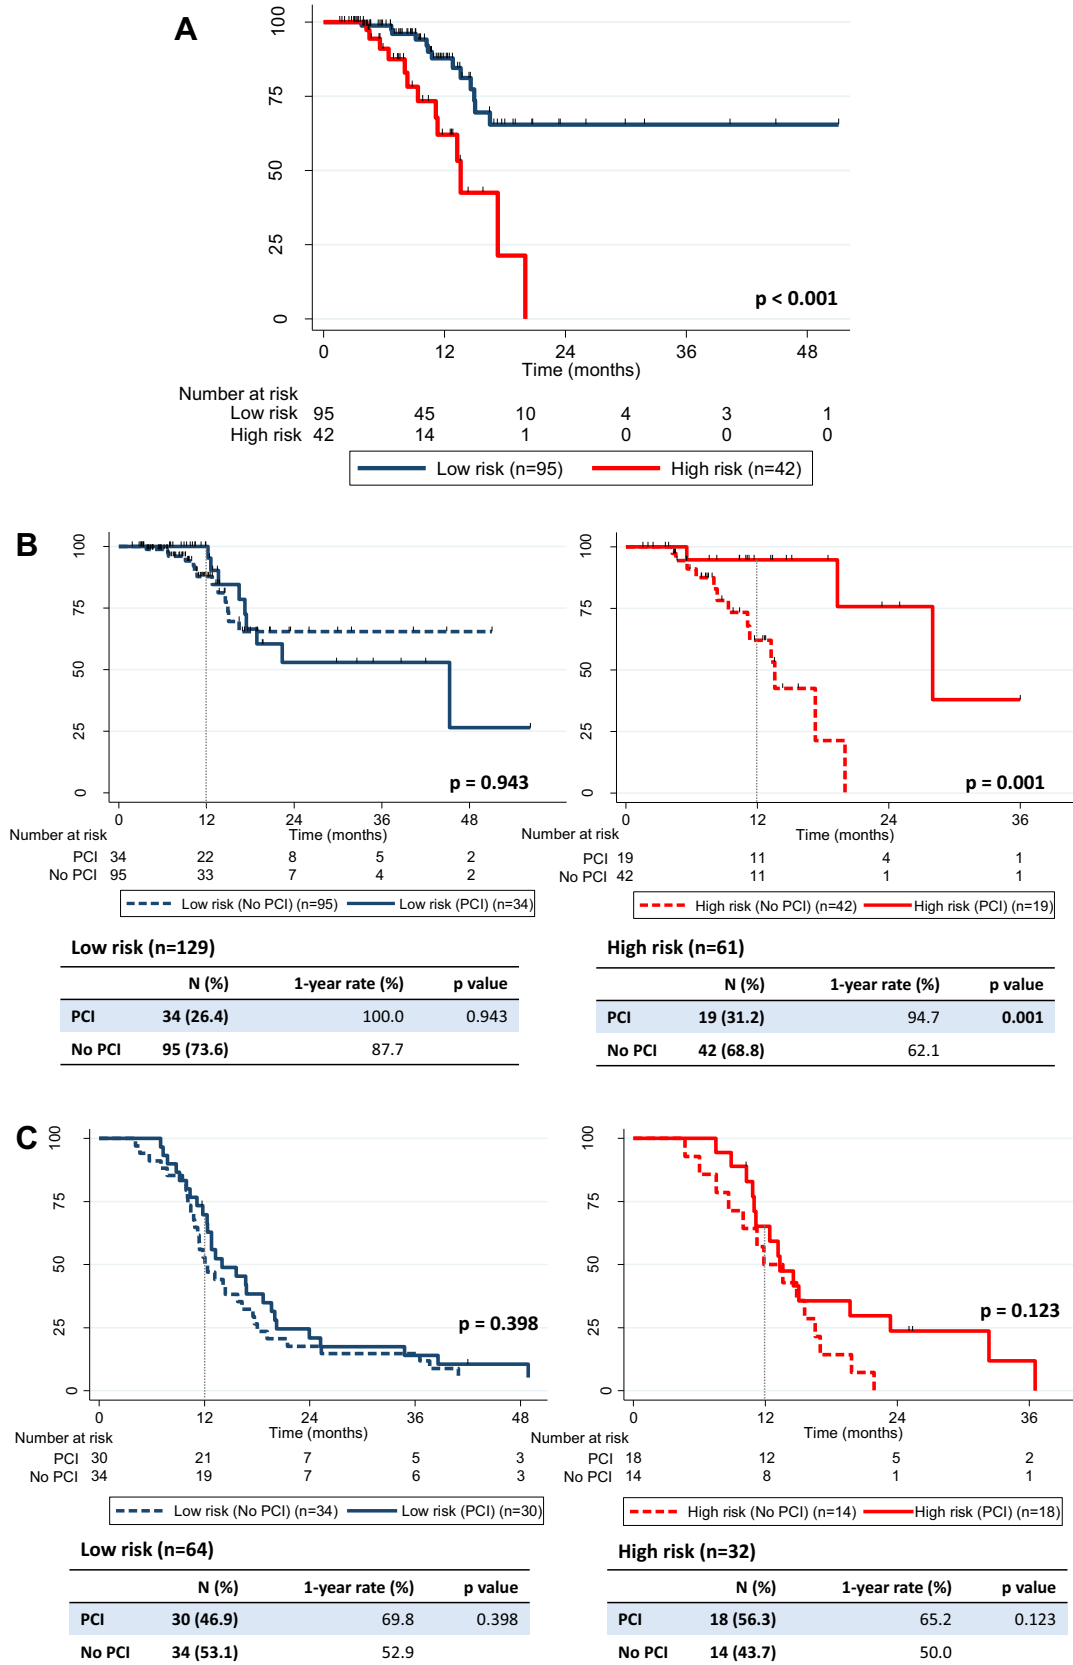 A
100
75
50
25
0
p < 0.001
0 12 24 36 48
Time (months)
Number at risk
Low risk 95 45 10 4 3 1
High risk 42 14 1 0 0 0
Low risk (n=95) High risk (n=42)
B
100
75
50
25
0
p = 0.943
0 12 24 36 48
Time (months)
Number at risk
PCI 34 22 8 5 2
No PCI 95 33 7 4 2
Low risk (No PCI) (n=95) Low risk (PCI) (n=34)
100
75
50
25
0
p = 0.001
0 12 24 36
Time (months)
Number at risk
PCI 19 11 4 1
No PCI 42 11 1 1
High risk (No PCI) (n=42) High risk (PCI) (n=19)
Low risk (n=129)
N (%) 1-year rate (%) p value
PCI 34 (26.4) 100.0 0.943
No PCI 95 (73.6) 87.7
High risk (n=61)
N (%) 1-year rate (%) p value
PCI 19 (31.2) 94.7 0.001
No PCI 42 (68.8) 62.1
C
100
75
50
25
0
p = 0.398
0 12 24 36 48
Time (months)
Number at risk
PCI 30 21 7 5 3
No PCI 34 19 7 6 3
Low risk (No PCI) (n=34) Low risk (PCI) (n=30)
100
75
50
25
0
p = 0.123
0 12 24 36
Time (months)
Number at risk
PCI 18 12 5 2
No PCI 14 8 1 1
High risk (No PCI) (n=14) High risk (PCI) (n=18)
Low risk (n=64)
N (%) 1-year rate (%) p value
PCI 30 (46.9) 69.8 0.398
No PCI 34 (53.1) 52.9
High risk (n=32)
N (%) 1-year rate (%) p value
PCI 18 (56.3) 65.2 0.123
No PCI 14 (43.7) 50.0